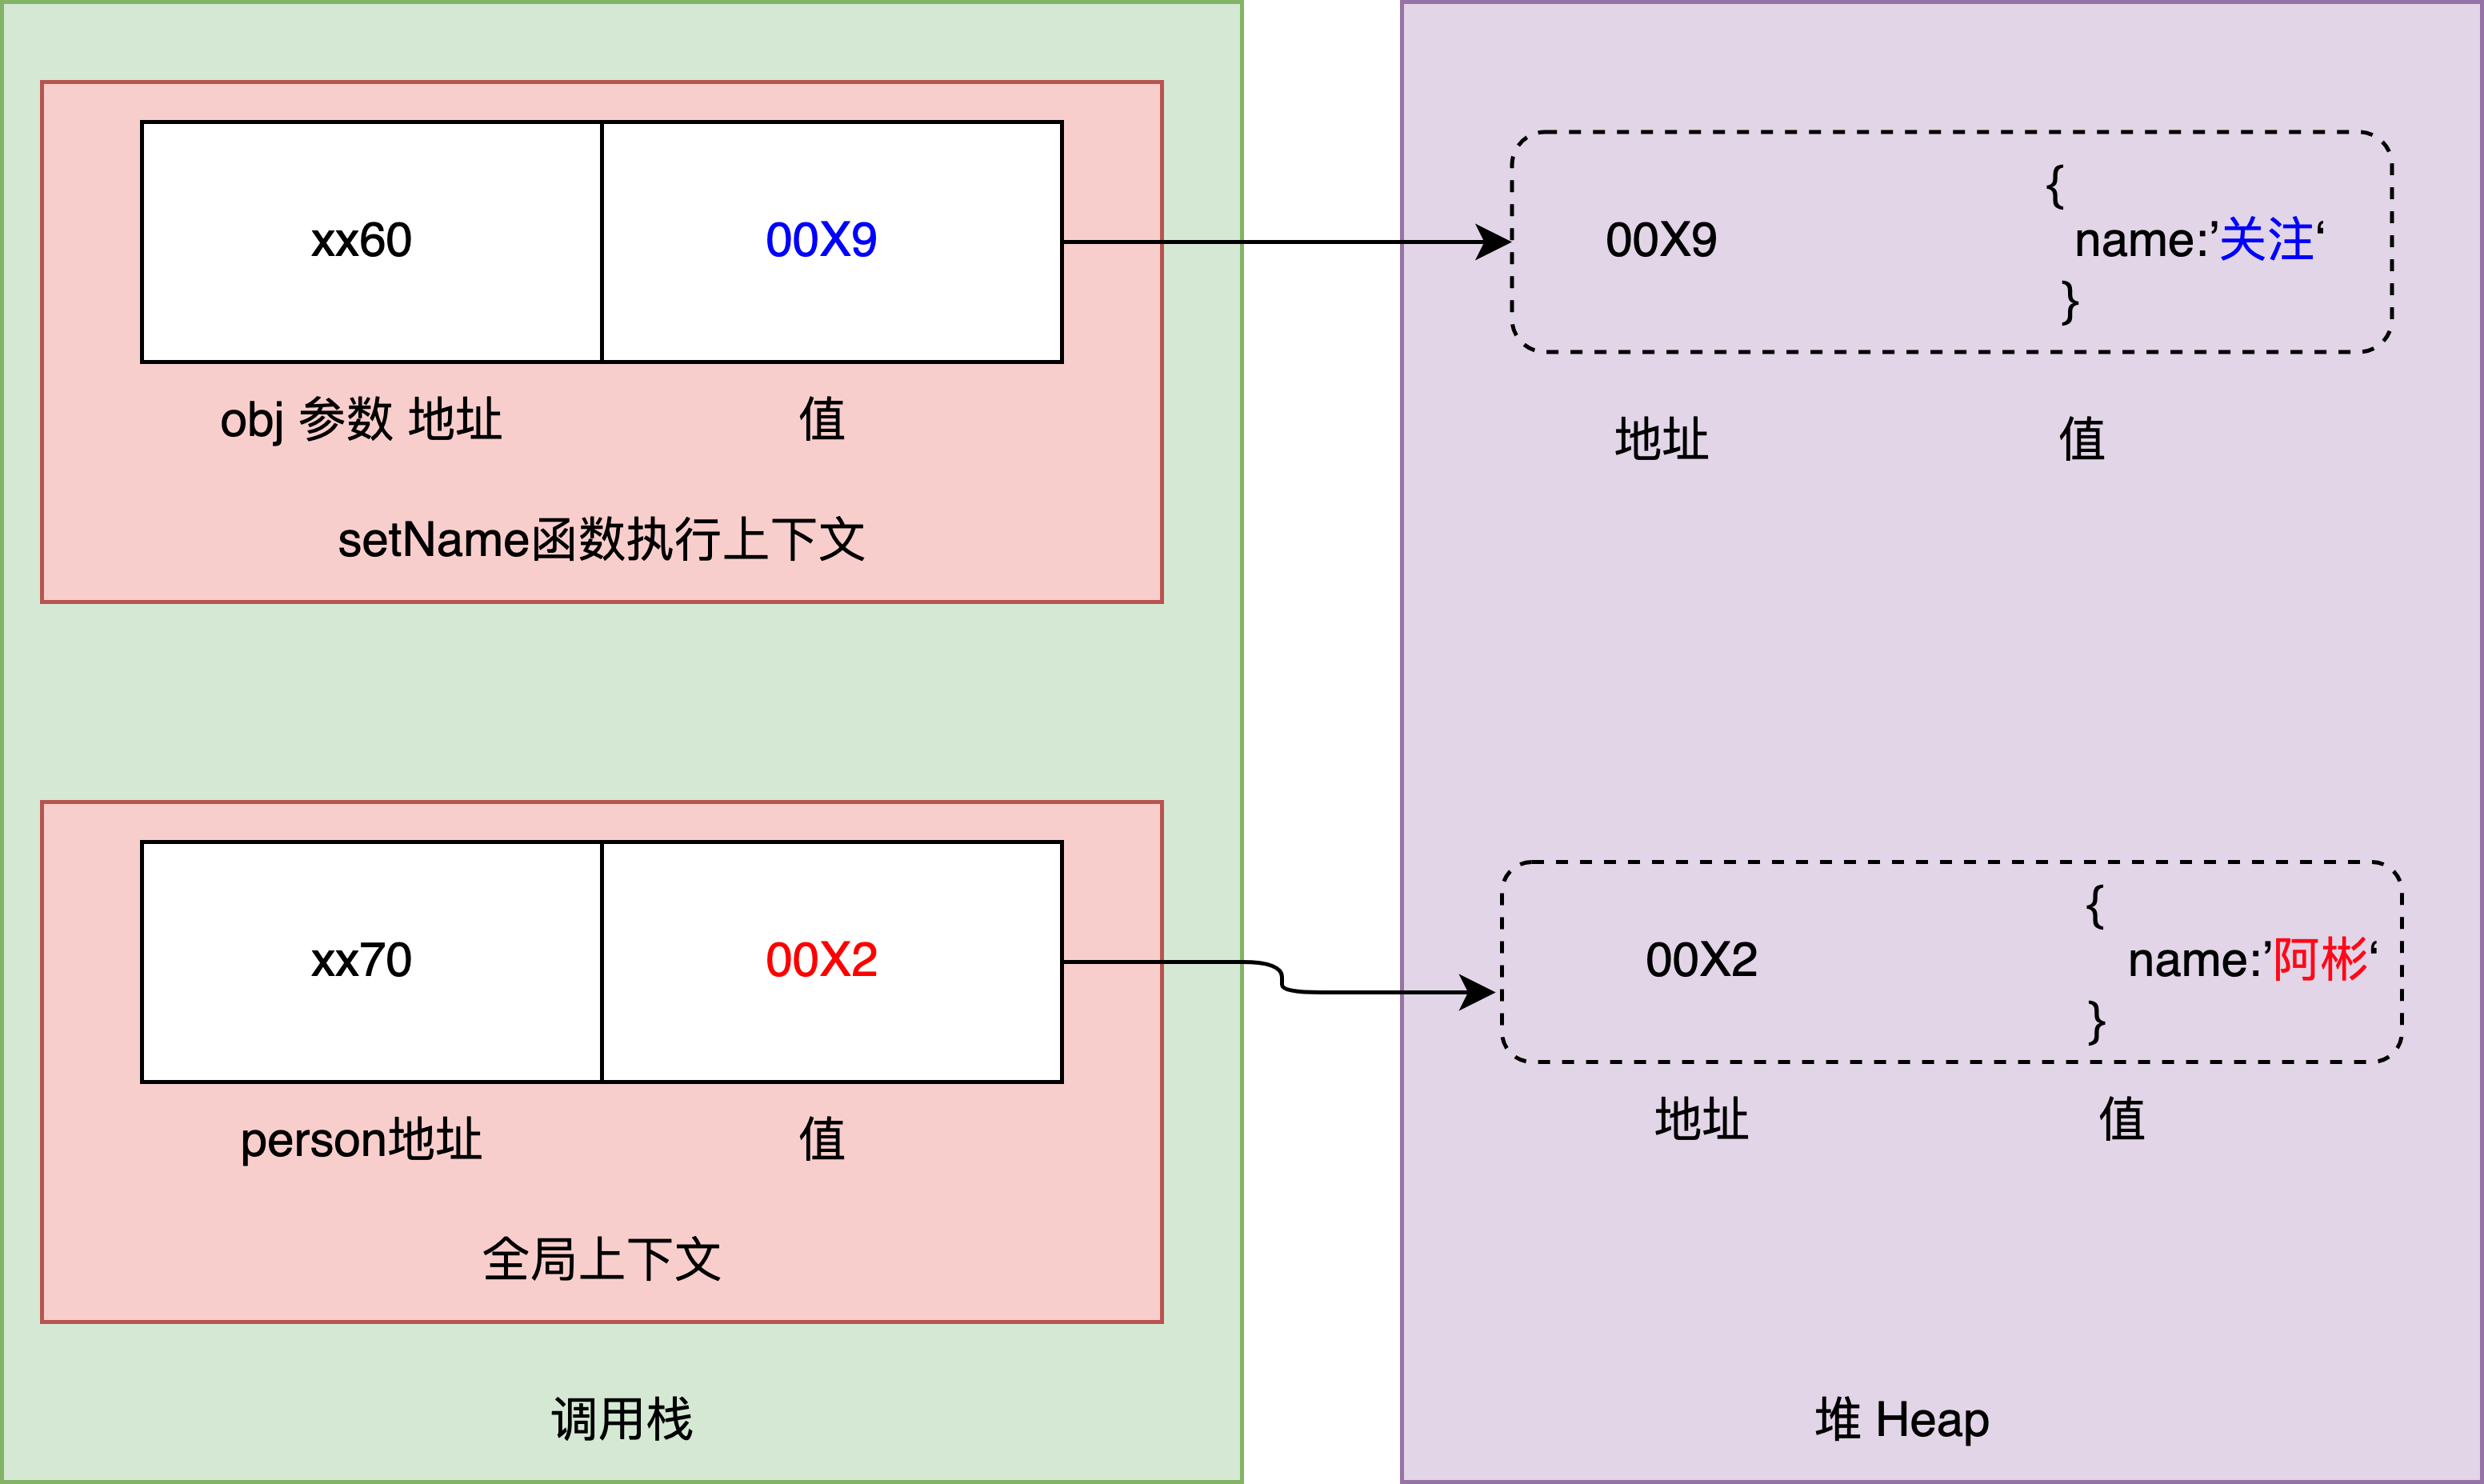 xx60
00X9
obj 参数 地址
值
setName函数执行上下文
xx70
00X2
person地址
值
全局上下文
调用栈
00X9
{
name:’关注‘
}
地址
值
00X2
{
name:’阿彬‘
}
地址
值
堆 Heap